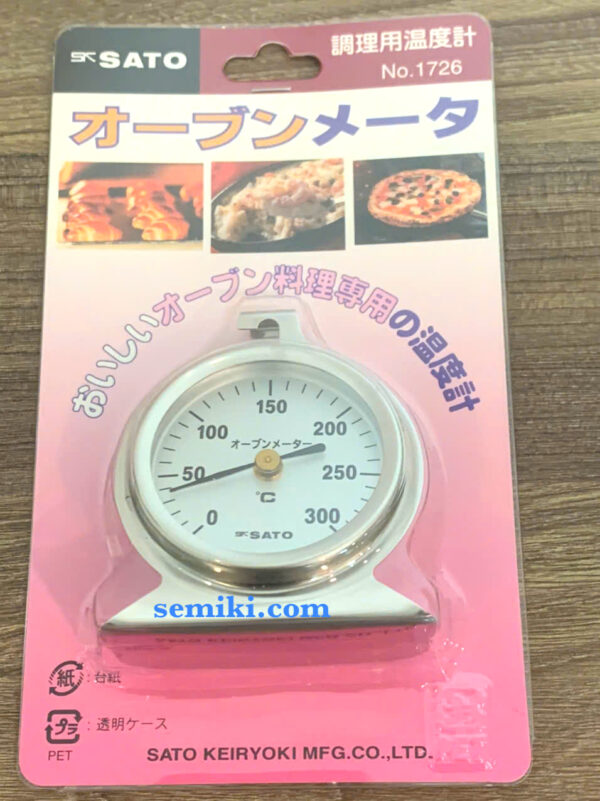 SK SATO
調理用温度計
No.1726
オーブンメータ
おいしいオーブン料理専用の温度計
150
100
200
オーブンメーター
50
250
℃
0
300
SK SATO
semiki.com
紙:台紙
プラ:透明ケース
PET
SATO KEIRYOKI MFG.CO.,LTD.